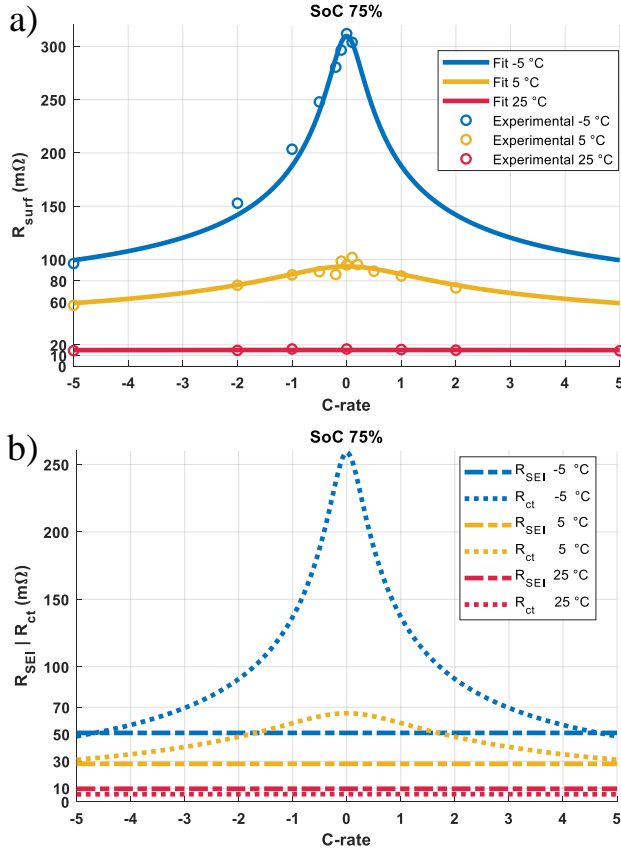 a)
SoC 75%
300
250
200
150
100
80
60
20
10
0
R_surf (mΩ)
Fit -5 °C
Fit 5 °C
Fit 25 °C
Experimental -5 °C
Experimental 5 °C
Experimental 25 °C
-5 -4 -3 -2 -1 0 1 2 3 4 5
C-rate
b)
SoC 75%
250
200
150
100
70
50
30
10
0
R_SEI | R_ct (mΩ)
R_SEI -5 °C
R_ct -5 °C
R_SEI 5 °C
R_ct 5 °C
R_SEI 25 °C
R_ct 25 °C
-5 -4 -3 -2 -1 0 1 2 3 4 5
C-rate